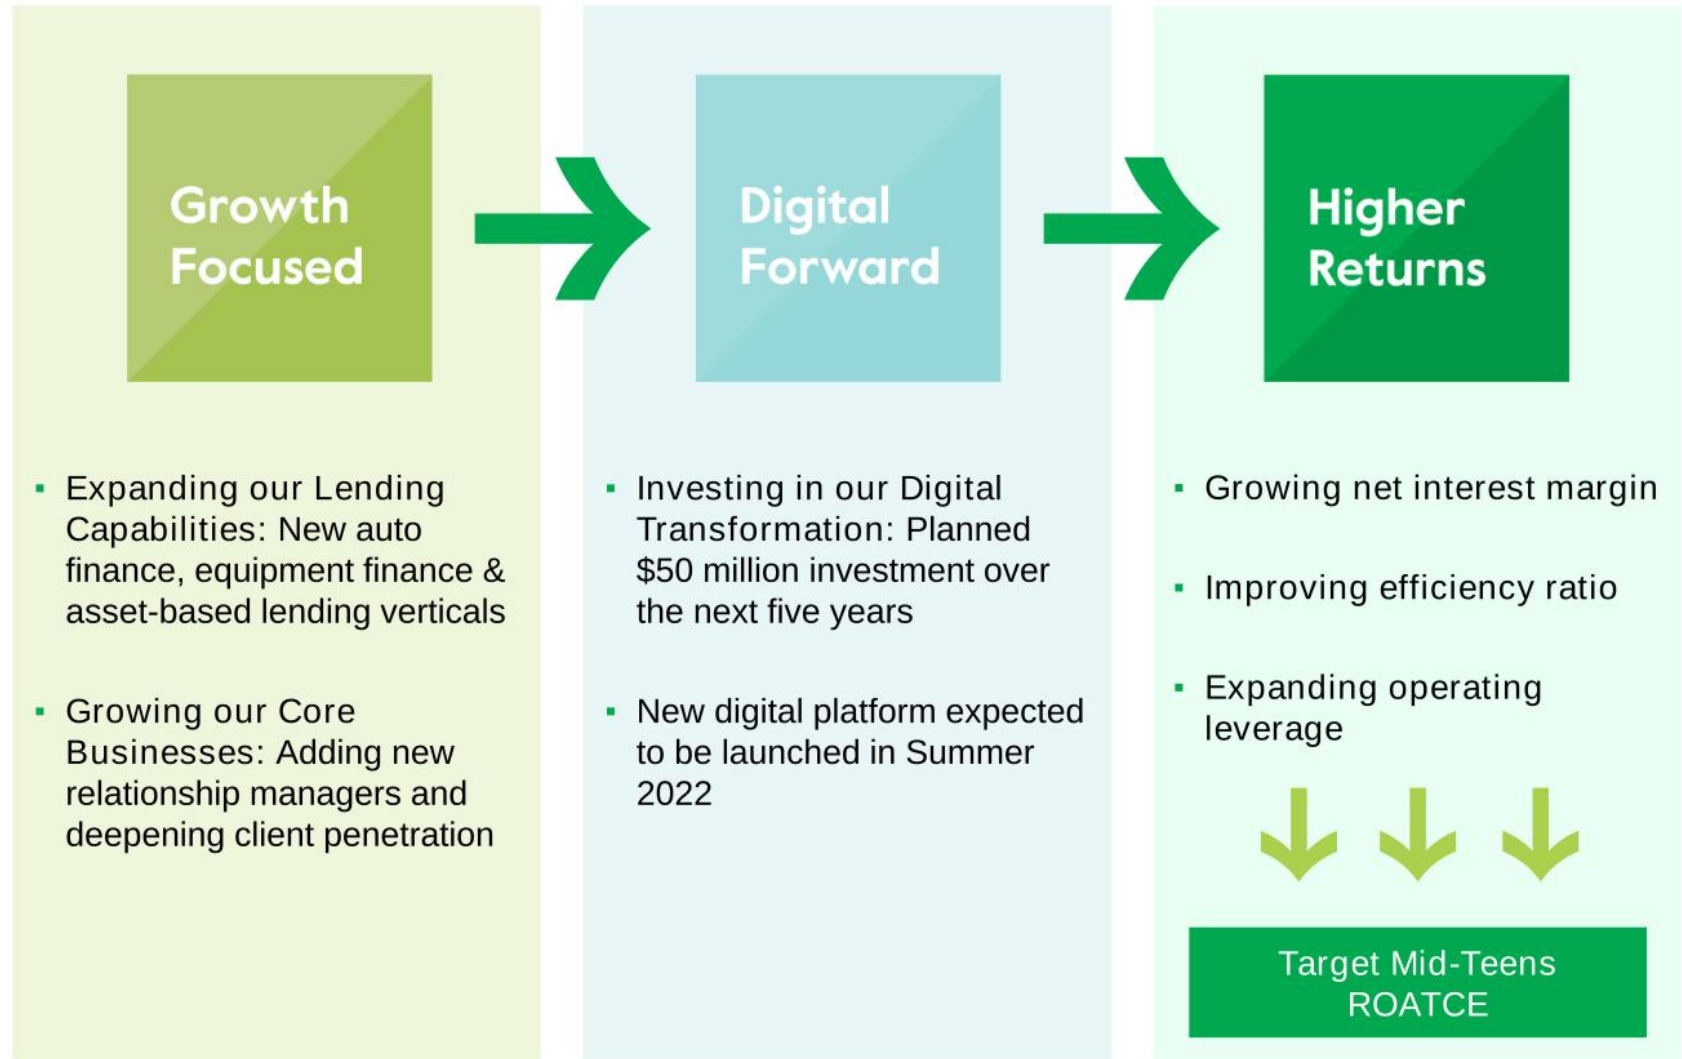 Growth
Focused
Digital
Forward
Higher
Returns
▪ Expanding our Lending
Capabilities: New auto
finance, equipment finance &
asset-based lending verticals
▪ Growing our Core
Businesses: Adding new
relationship managers and
deepening client penetration
▪ Investing in our Digital
Transformation: Planned
$50 million investment over
the next five years
▪ New digital platform expected
to be launched in Summer
2022
▪ Growing net interest margin
▪ Improving efficiency ratio
▪ Expanding operating
leverage
Target Mid-Teens
ROATCE